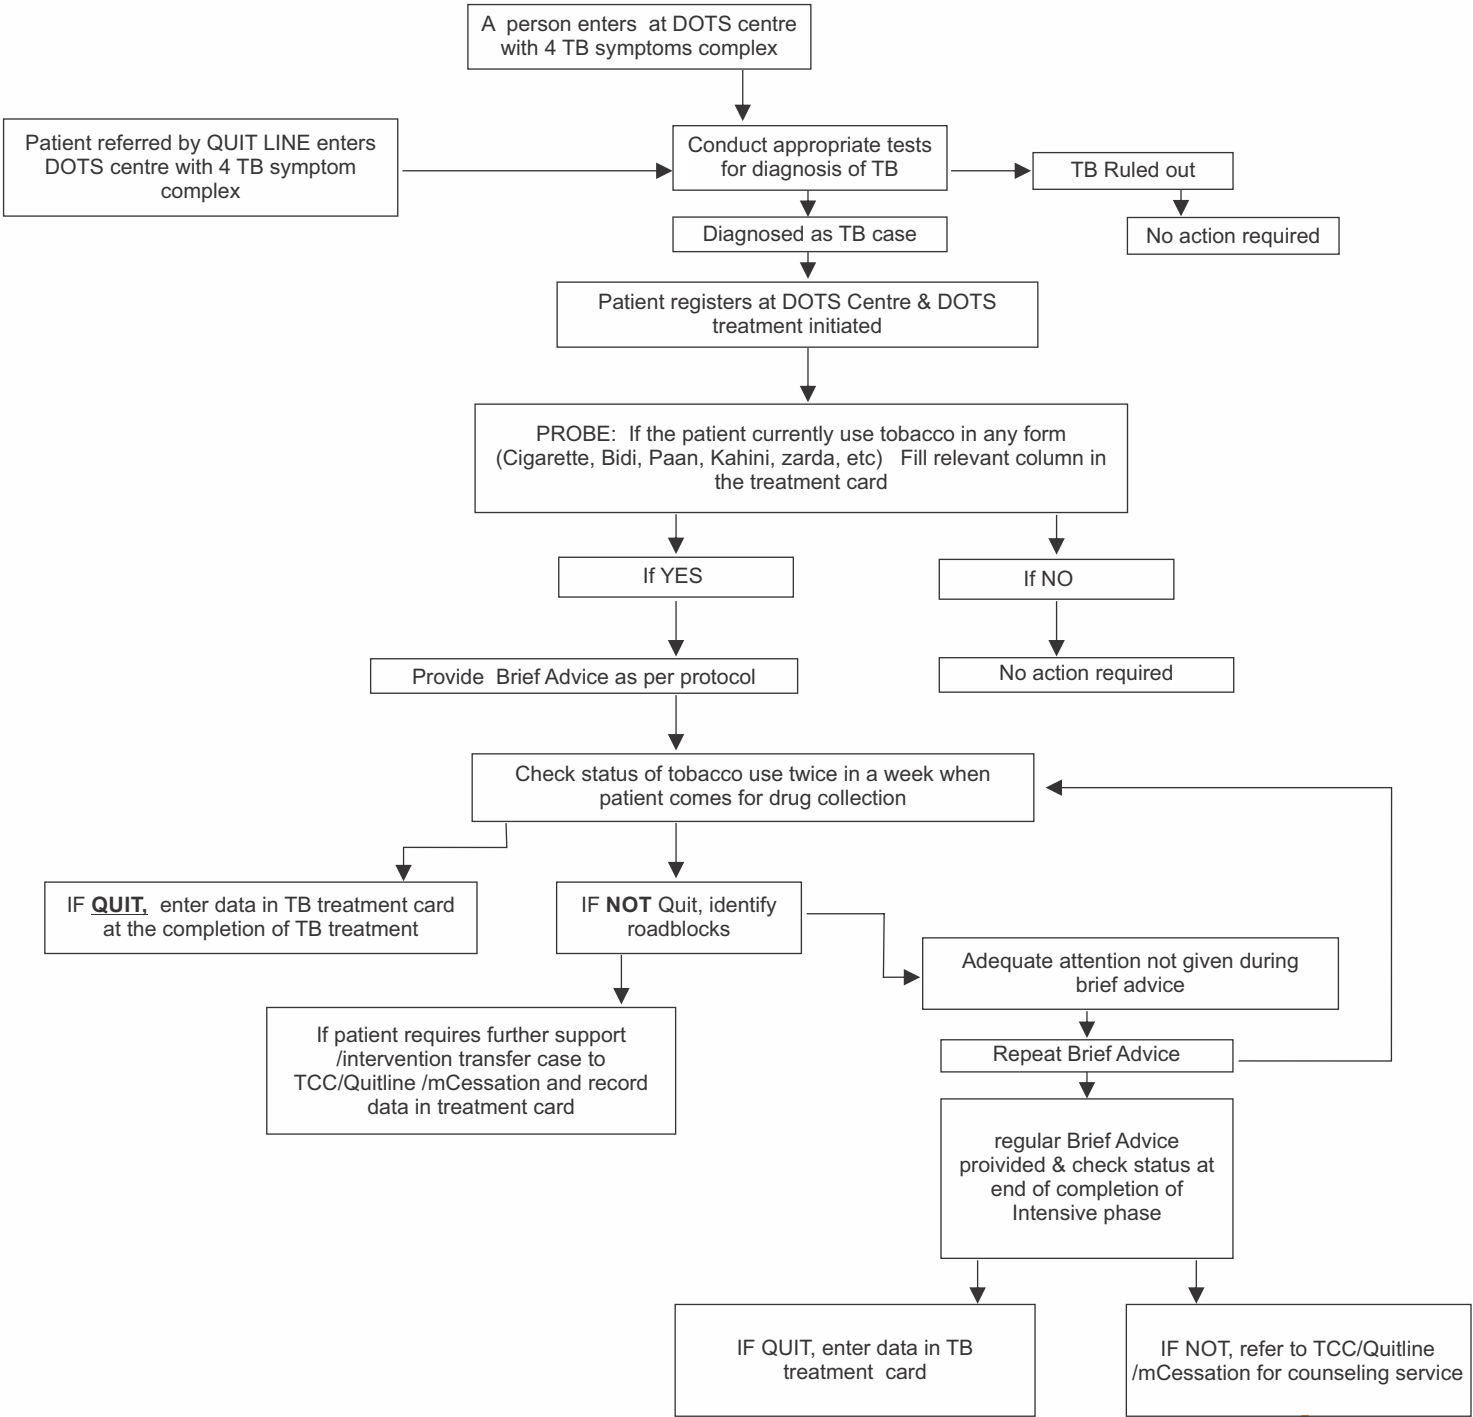 A person enters at DOTS centre
with 4 TB symptoms complex
Patient referred by QUIT LINE enters
DOTS centre with 4 TB symptom
complex
Conduct appropriate tests
for diagnosis of TB
TB Ruled out
No action required
Diagnosed as TB case
Patient registers at DOTS Centre & DOTS
treatment initiated
PROBE: If the patient currently use tobacco in any form
(Cigarette, Bidi, Paan, Kahini, zarda, etc) Fill relevant column in
the treatment card
If YES
If NO
Provide Brief Advice as per protocol
No action required
Check status of tobacco use twice in a week when
patient comes for drug collection
IF QUIT, enter data in TB treatment card
at the completion of TB treatment
IF NOT Quit, identify
roadblocks
Adequate attention not given during
brief advice
If patient requires further support
/intervention transfer case to
TCC/Quitline /mCessation and record
data in treatment card
Repeat Brief Advice
regular Brief Advice
proivided & check status at
end of completion of
Intensive phase
IF QUIT, enter data in TB
treatment card
IF NOT, refer to TCC/Quitline
/mCessation for counseling service